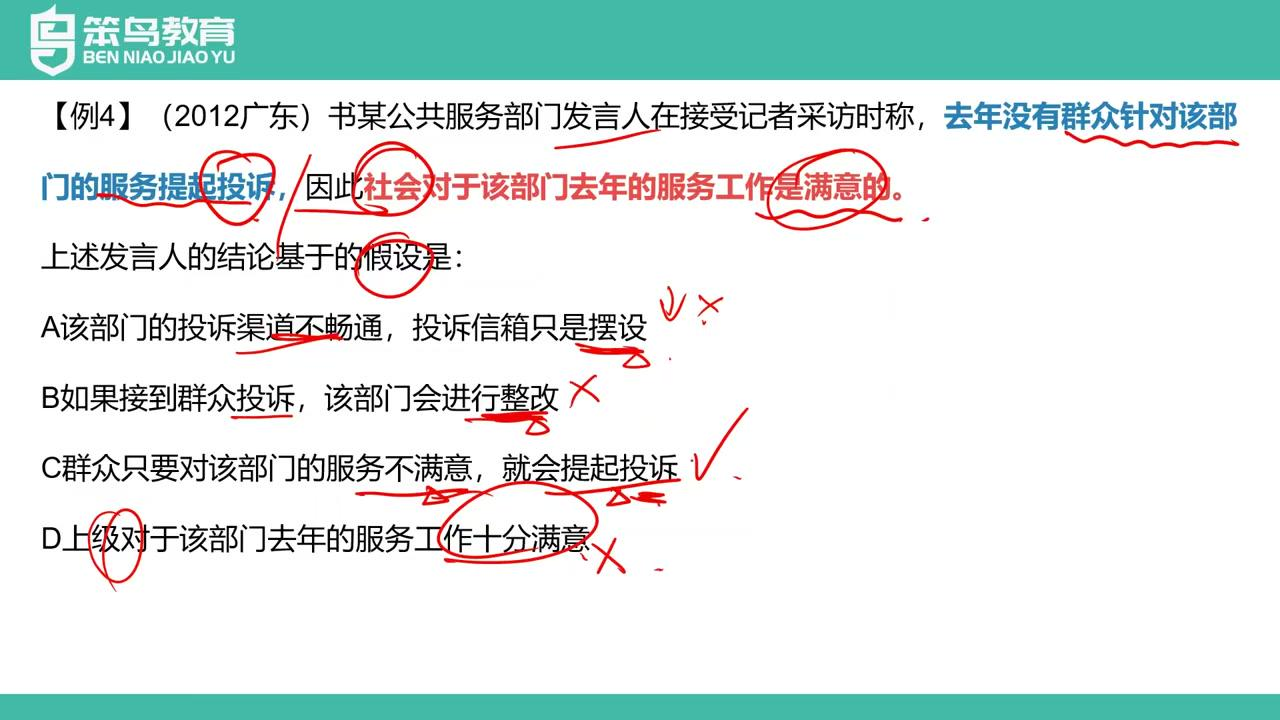 笨鸟教育
BEN NIAO JIAO YU
【例4】（2012广东）书某公共服务部门发言人在接受记者采访时称，去年没有群众针对该部
门的服务提起投诉，因此社会对于该部门去年的服务工作是满意的。
上述发言人的结论基于的假设是：
A该部门的投诉渠道不畅通，投诉信箱只是摆设
B如果接到群众投诉，该部门会进行整改
C群众只要对该部门的服务不满意，就会提起投诉
D上级对于该部门去年的服务工作十分满意